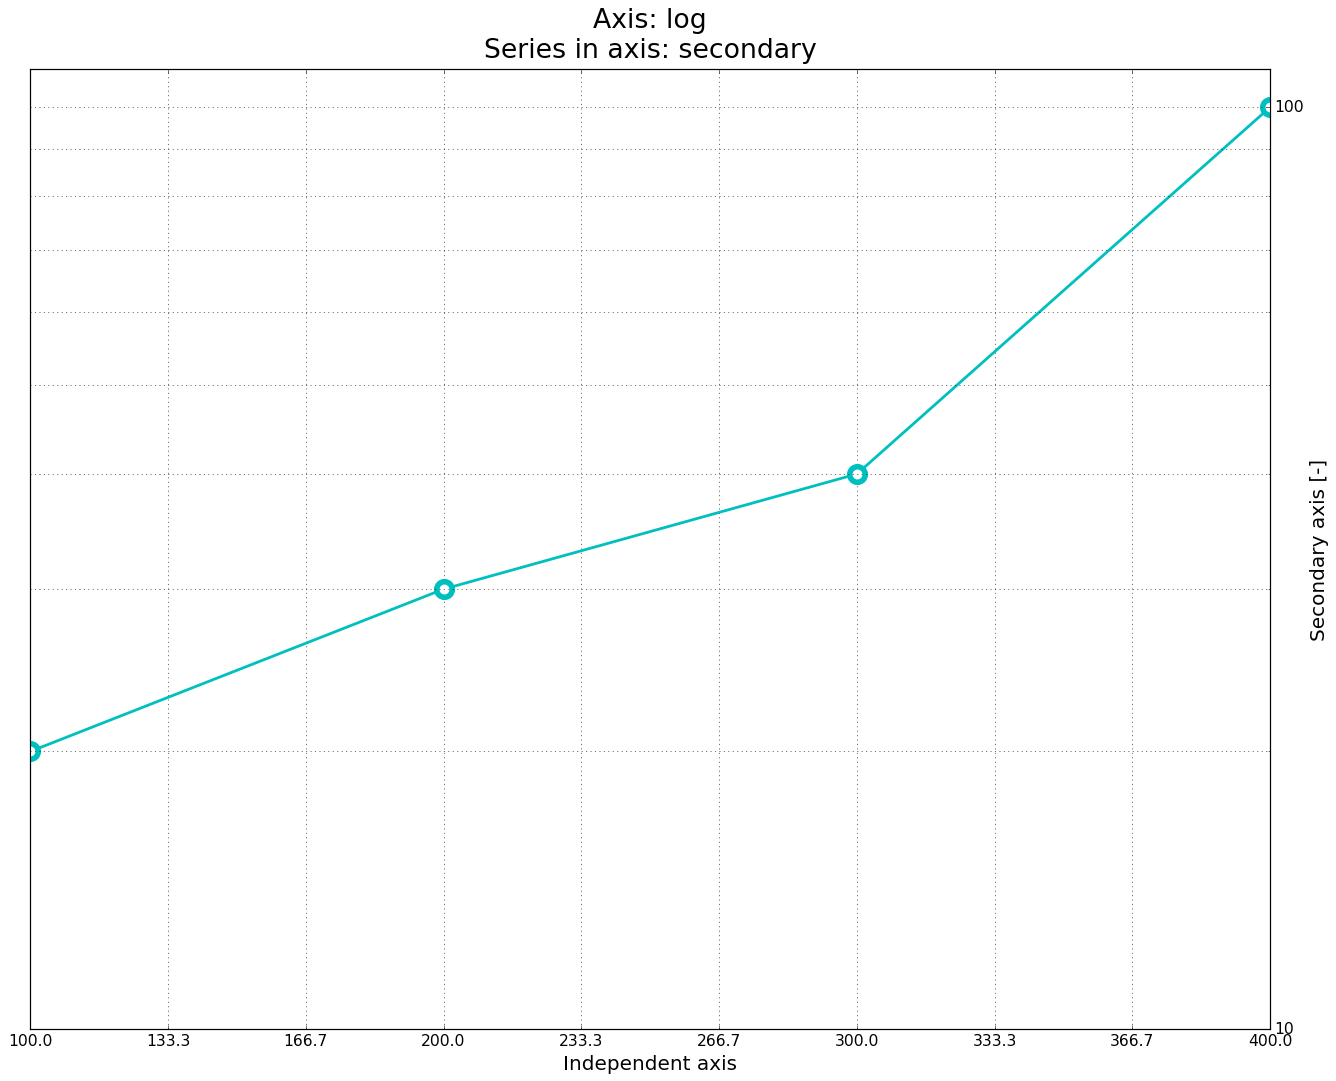 Axis: log
Series in axis: secondary
100
Secondary axis [-]
10
100.0 133.3 166.7 200.0 233.3 266.7 300.0 333.3 366.7 400.0
Independent axis